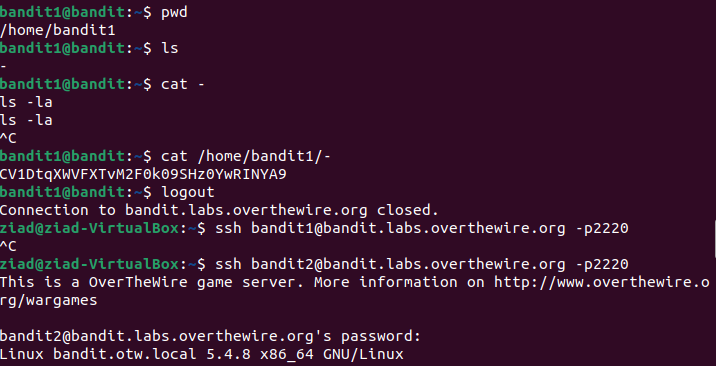 bandit1@bandit:~$ pwd
/home/bandit1
bandit1@bandit:~$ ls
-
bandit1@bandit:~$ cat -
ls -la
ls -la
^C
bandit1@bandit:~$ cat /home/bandit1/-
CV1DtqXWVFXTvM2F0k09SHz0YwRINYA9
bandit1@bandit:~$ logout
Connection to bandit.labs.overthewire.org closed.
ziad@ziad-VirtualBox:~$ ssh bandit1@bandit.labs.overthewire.org -p2220
^C
ziad@ziad-VirtualBox:~$ ssh bandit2@bandit.labs.overthewire.org -p2220
This is a OverTheWire game server. More information on http://www.overthewire.o
rg/wargames
bandit2@bandit.labs.overthewire.org's password:
Linux bandit.otw.local 5.4.8 x86_64 GNU/Linux